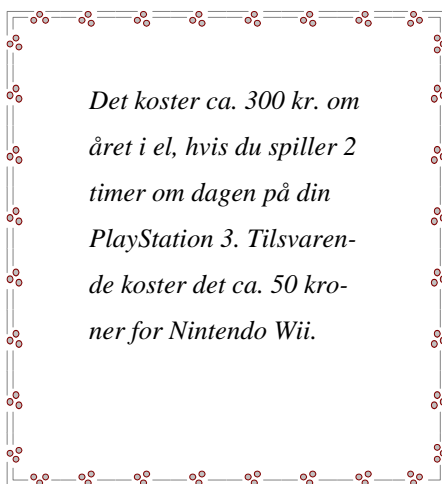 Det koster ca. 300 kr. om
året i el, hvis du spiller 2
timer om dagen på din
PlayStation 3. Tilsvaren-
de koster det ca. 50 kro-
ner for Nintendo Wii.